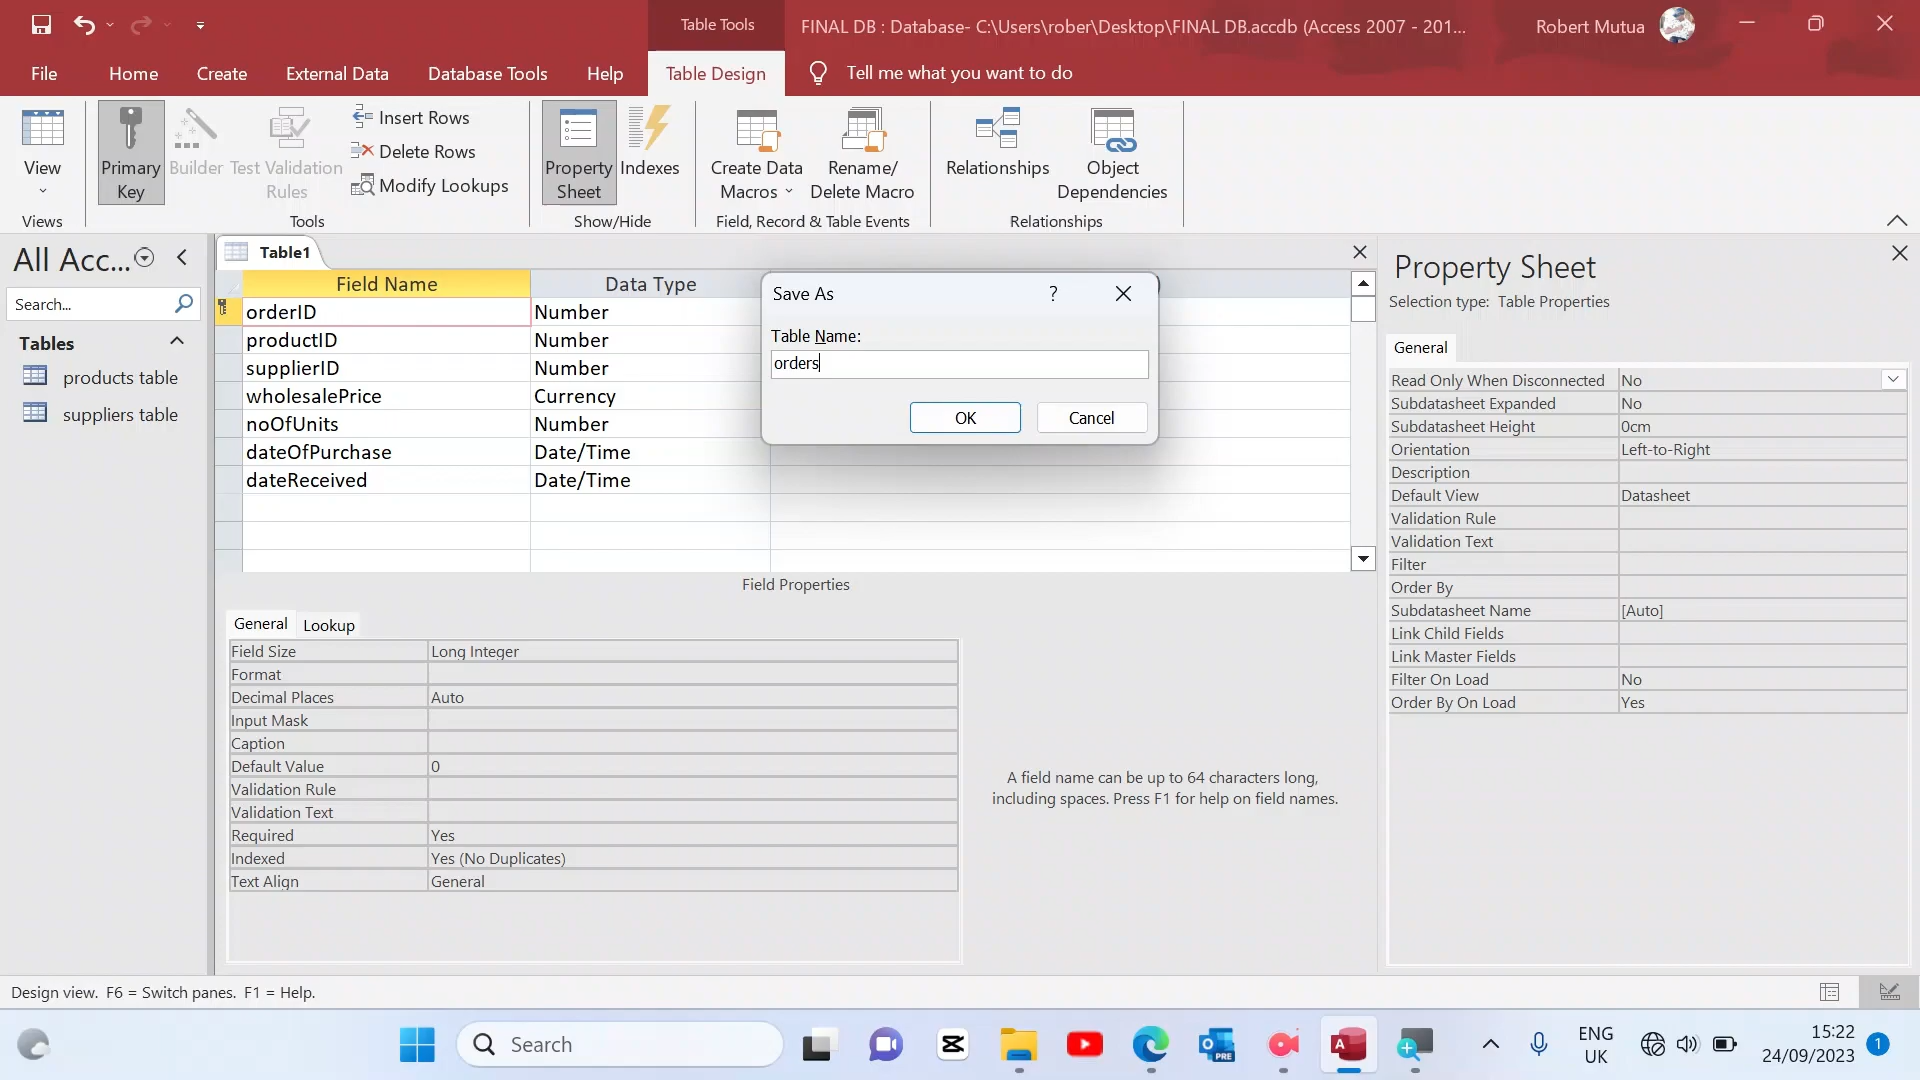 Table Tools
FINAL DB : Database- C:\Users\rober\Desktop\FINAL DB.accdb (Access 2007 - 201...
Robert Mutua
File
Home
Create
External Data
Database Tools
Help
Table Design
Tell me what you want to do
View
Views
Primary
Key
Builder
Test Validation
Rules
Insert Rows
Delete Rows
Modify Lookups
Tools
Property
Sheet
Indexes
Show/Hide
Create Data
Macros
Rename/
Delete Macro
Field, Record & Table Events
Relationships
Object
Dependencies
Relationships
All Acc...
Search...
Tables
products table
suppliers table
Table1
Field Name
Data Type
orderID Number
productID Number
supplierID Number
wholesalePrice Currency
noOfUnits Number
dateOfPurchase Date/Time
dateReceived Date/Time
Save As
?
Table Name:
orders
OK
Cancel
Field Properties
General
Lookup
Field Size Long Integer
Format
Decimal Places Auto
Input Mask
Caption
Default Value 0
Validation Rule
Validation Text
Required Yes
Indexed Yes (No Duplicates)
Text Align General
A field name can be up to 64 characters long,
including spaces. Press F1 for help on field names.
Property Sheet
Selection type: Table Properties
General
Read Only When Disconnected No
Subdatasheet Expanded No
Subdatasheet Height 0cm
Orientation Left-to-Right
Description
Default View Datasheet
Validation Rule
Validation Text
Filter
Order By
Subdatasheet Name [Auto]
Link Child Fields
Link Master Fields
Filter On Load No
Order By On Load Yes
Design view. F6 = Switch panes. F1 = Help.
Search
PRE
ENG
UK
15:22
24/09/2023
1